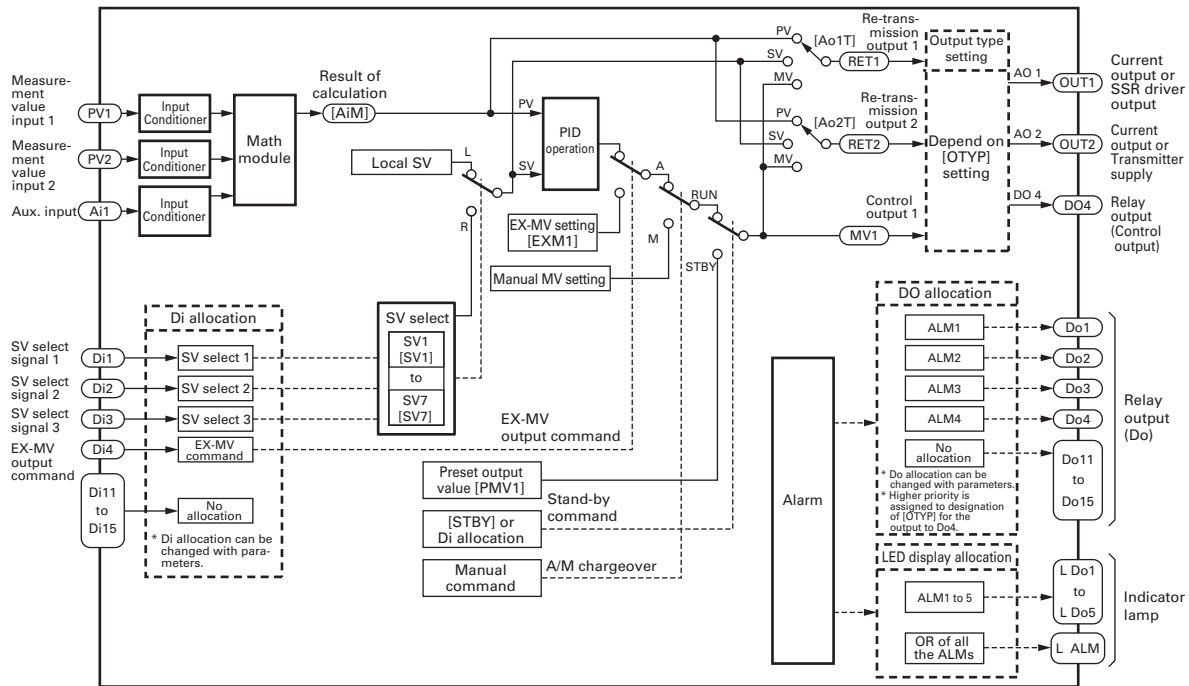 Measure-
ment
value
input 1
PV1
Input
Conditioner
Measure-
ment
value
input 2
PV2
Input
Conditioner
Aux. input
Ai1
Input
Conditioner
Math
module
Result of
calculation
[AiM]
Local SV
L
R
PV
SV
PID
operation
EX-MV setting
[EXM1]
A
M
Manual MV setting
RUN
STBY
PV
SV
MV
[Ao1T]
Re-trans-
mission
output 1
RET1
PV
SV
MV
[Ao2T]
Re-trans-
mission
output 2
RET2
Control
output 1
MV1
Output type
setting
Depend on
[OTYP]
setting
AO 1
OUT1
Current
output or
SSR driver
output
AO 2
OUT2
Current
output or
Transmitter
supply
DO 4
DO4
Relay
output
(Control
output)
SV select
signal 1
Di1
SV select
signal 2
Di2
SV select
signal 3
Di3
EX-MV
output
command
Di4
Di11
to
Di15
Di allocation
SV select 1
SV select 2
SV select 3
EX-MV
command
No
allocation
* Di allocation can be
changed with para-
meters.
SV select
SV1
[SV1]
to
SV7
[SV7]
EX-MV
output command
Preset output
value [PMV1]
Stand-by
command
[STBY] or
Di allocation
Manual
command
A/M chargeover
Alarm
DO allocation
ALM1
ALM2
ALM3
ALM4
No
allocation
* Do allocation can be
changed with parameters.
* Higher priority is
assigned to designation
of [OTYP] for the
output to Do4.
Do1
Do2
Do3
Do4
Do11
to
Do15
Relay
output
(Do)
LED display allocation
ALM1 to 5
OR of all
the ALMs
L Do1
to
L Do5
L ALM
Indicator
lamp